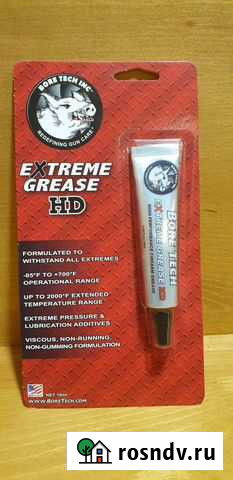 BORE TECH INC
REDEFINING GUN CARE
EXTREME
GREASE
HD
FORMULATED TO
WITHSTAND ALL EXTREMES
-85°F TO +700°F
OPERATIONAL RANGE
UP TO 2000°F EXTENDED
TEMPERATURE RANGE
EXTREME PRESSURE &
LUBRICATION ADDITIVES
VISCOUS, NON-RUNNING,
NON-GUMMING FORMULATION
WWW.BORETECH.COM
BORE TECH
EXTREME GREASE HD
rosndv.ru